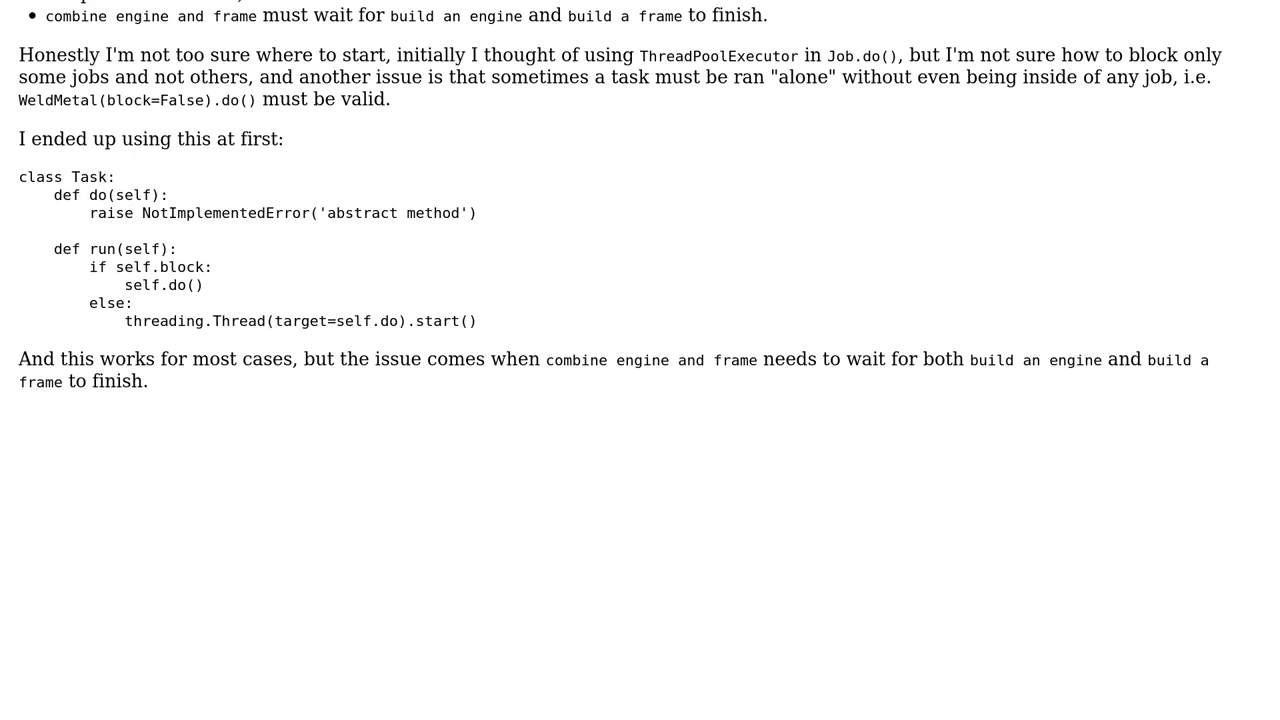 combine engine and frame must wait for build an engine and build a frame to finish.
Honestly I'm not too sure where to start, initially I thought of using ThreadPoolExecutor in Job.do(), but I'm not sure how to block only
some jobs and not others, and another issue is that sometimes a task must be ran "alone" without even being inside of any job, i.e.
WeldMetal(block=False).do() must be valid.
I ended up using this at first:
class Task:
    def do(self):
        raise NotImplementedError('abstract method')
    def run(self):
        if self.block:
            self.do()
        else:
            threading.Thread(target=self.do).start()
And this works for most cases, but the issue comes when combine engine and frame needs to wait for both build an engine and build a
frame to finish.